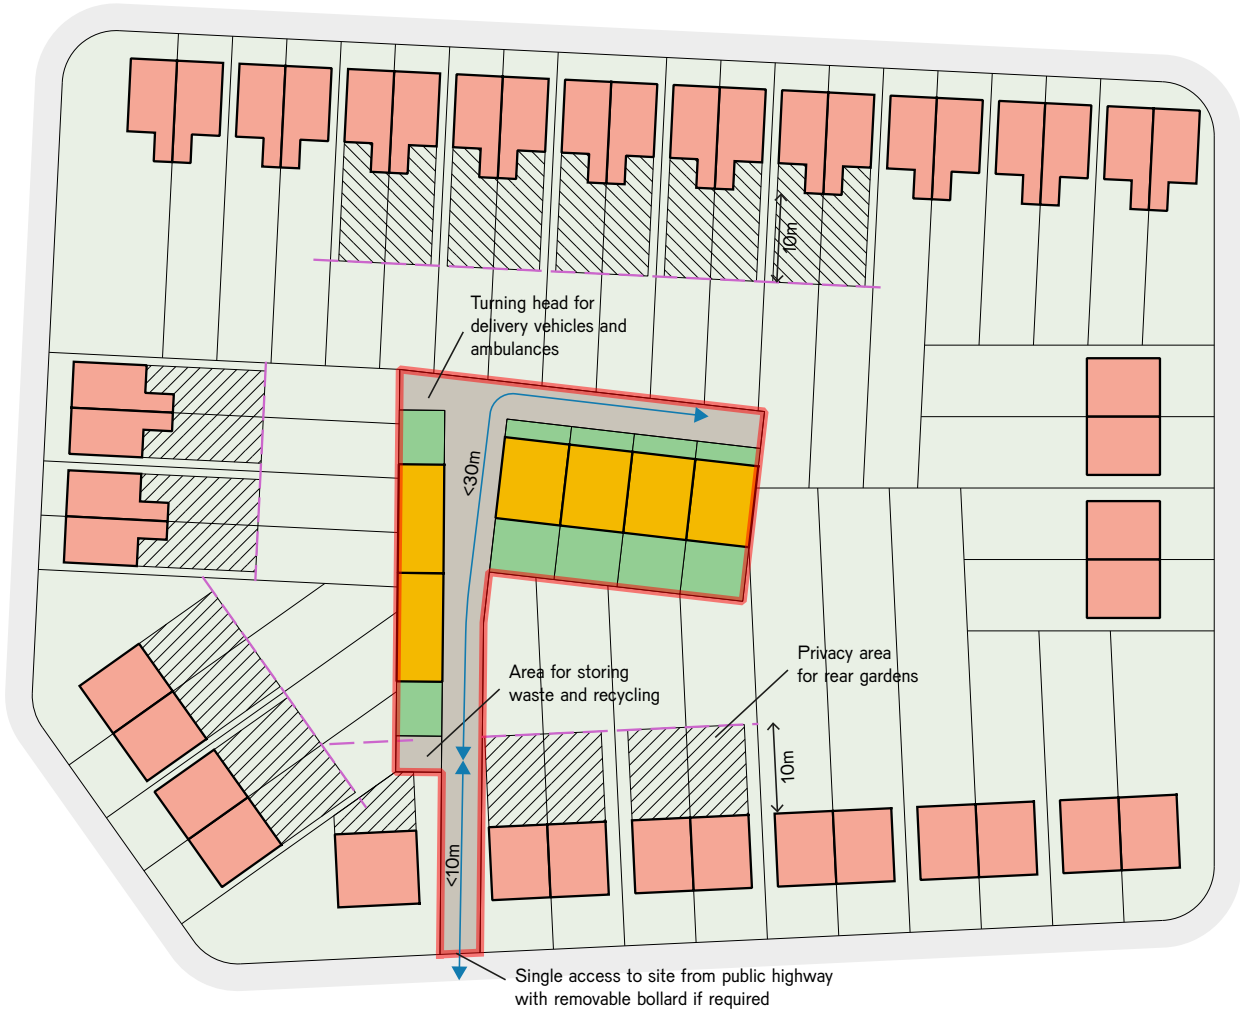 10m
Turning head for
delivery vehicles and
ambulances
<30m
Area for storing
waste and recycling
Privacy area
for rear gardens
10m
<10m
Single access to site from public highway
with removable bollard if required